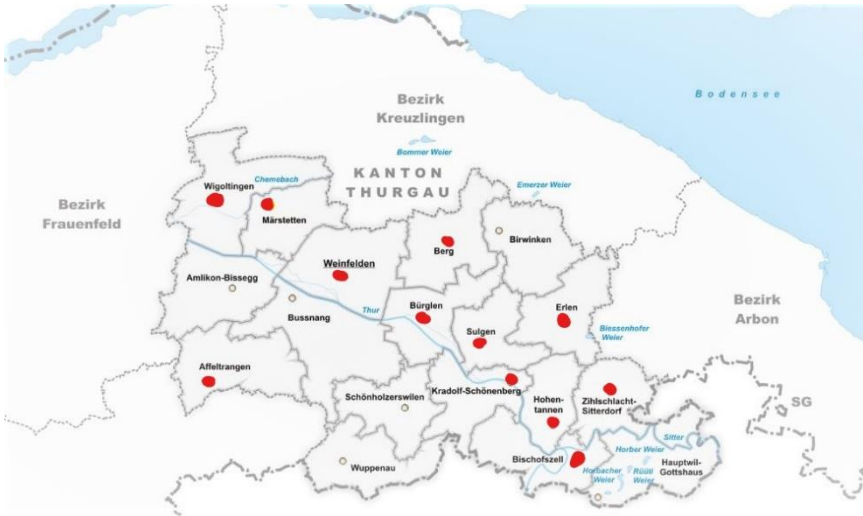 Bodensee
Bezirk
Kreuzlingen
Bommer Weier
KANTON
THURGAU
Chemebach
Wigoltingen
Emerzer Weier
Bezirk
Frauenfeld
Märstetten
Birwinken
Berg
Weinfelden
Amlikon-Bissegg
Bussnang
Thur
Bürglen
Erlen
Bezirk
Arbon
Sulgen
Biessenhofer
Weier
Affeltrangen
Kradolf-Schönenberg
Schönholzerswilen
Hohen-
tannen
Zihlschlacht-
Sitterdorf
SG
Sitter
Horber Weier
Bischofszell
Wuppenau
Horbacher
Weier
Rüüti
Weier
Hauptwil-
Gottshaus